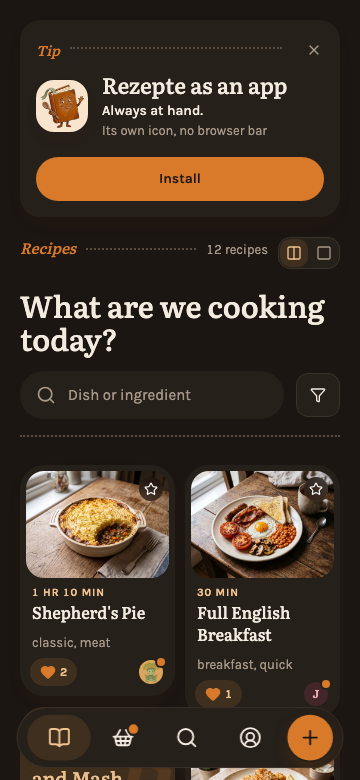 Tip
Rezepte as an app
Always at hand.
Its own icon, no browser bar
Install
Recipes
12 recipes
What are we cooking
today?
Dish or ingredient
1 HR 10 MIN
Shepherd's Pie
classic, meat
2
30 MIN
Full English
Breakfast
breakfast, quick
1
J
and Mash